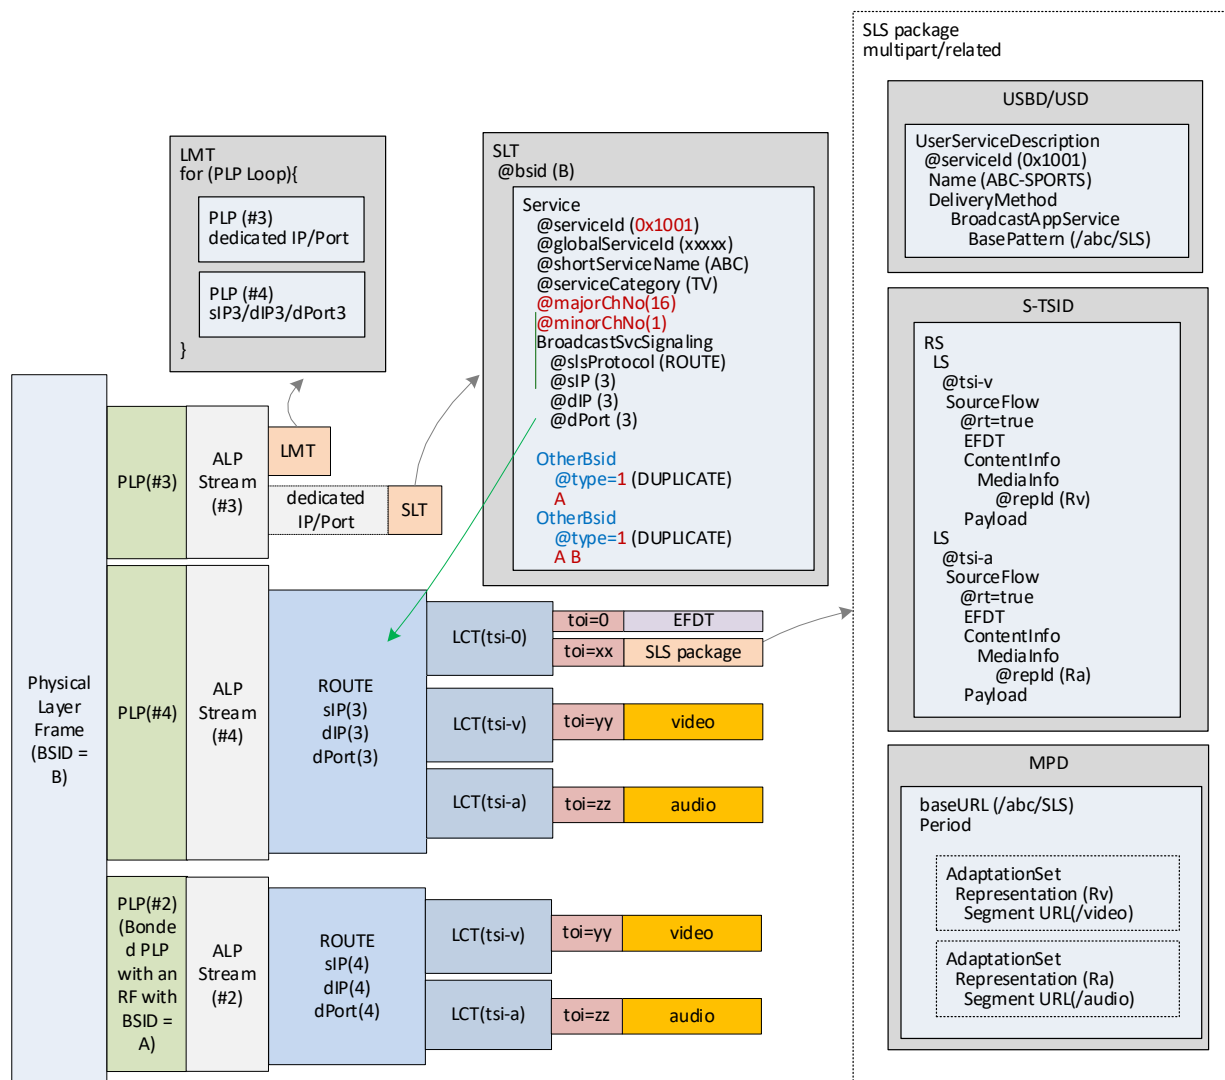 SLS package
multipart/related
USBD/USD
UserServiceDescription
@serviceId (0x1001)
Name (ABC-SPORTS)
DeliveryMethod
BroadcastAppService
BasePattern (/abc/SLS)
S-TSID
RS
LS
@tsi-v
SourceFlow
@rt=true
EFDT
ContentInfo
MediaInfo
@repId (Rv)
Payload
LS
@tsi-a
SourceFlow
@rt=true
EFDT
ContentInfo
MediaInfo
@repId (Ra)
Payload
MPD
baseURL (/abc/SLS)
Period
AdaptationSet
Representation (Rv)
Segment URL(/video)
AdaptationSet
Representation (Ra)
Segment URL(/audio)
LMT
for (PLP Loop){
PLP (#3)
dedicated IP/Port
PLP (#4)
sIP3/dIP3/dPort3
}
SLT
@bsid (B)
Service
@serviceId (0x1001)
@globalServiceId (xxxxx)
@shortServiceName (ABC)
@serviceCategory (TV)
@majorChNo(16)
@minorChNo(1)
BroadcastSvcSignaling
@slsProtocol (ROUTE)
@sIP (3)
@dIP (3)
@dPort (3)
OtherBsid
@type=1 (DUPLICATE)
A
OtherBsid
@type=1 (DUPLICATE)
A B
Physical
Layer
Frame
(BSID =
B)
PLP(#3)
ALP
Stream
(#3)
LMT
dedicated
IP/Port
SLT
PLP(#4)
ALP
Stream
(#4)
ROUTE
sIP(3)
dIP(3)
dPort(3)
LCT(tsi-0)
toi=0
EFDT
toi=xx
SLS package
LCT(tsi-v)
toi=yy
video
LCT(tsi-a)
toi=zz
audio
PLP(#2)
(Bonde
d PLP
with an
RF with
BSID =
A)
ALP
Stream
(#2)
ROUTE
sIP(4)
dIP(4)
dPort(4)
LCT(tsi-v)
toi=yy
video
LCT(tsi-a)
toi=zz
audio